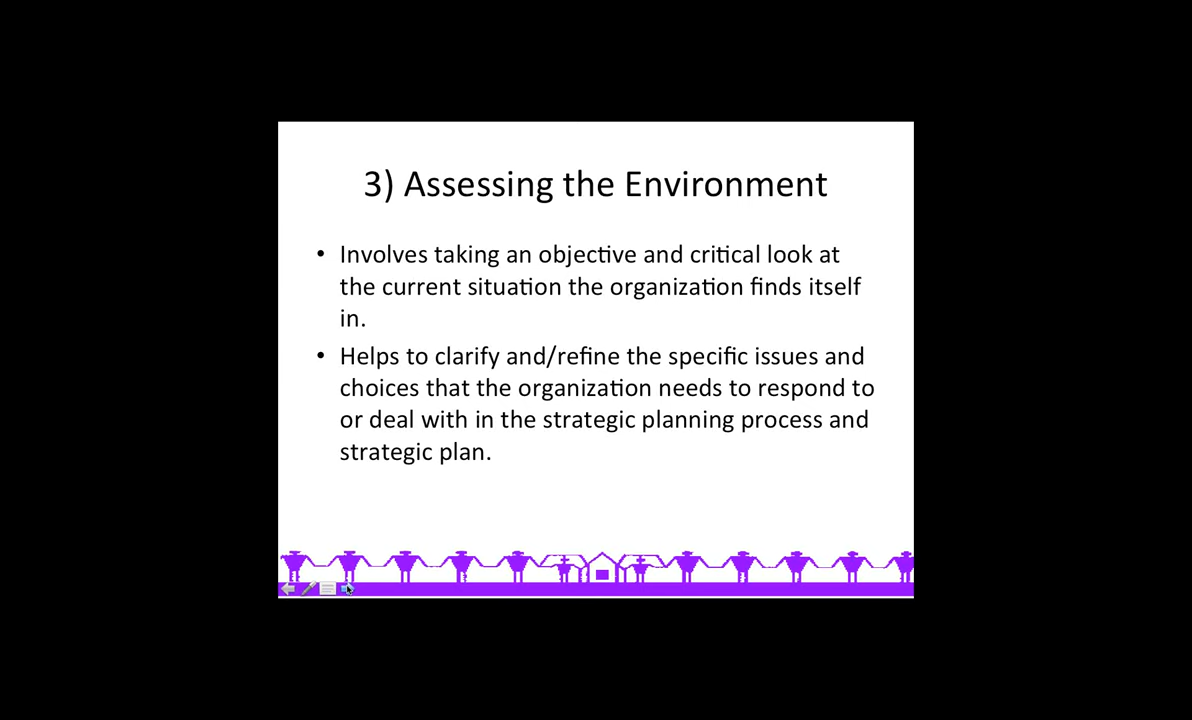 3) Assessing the Environment
• Involves taking an objective and critical look at
the current situation the organization finds itself
in.
• Helps to clarify and/refine the specific issues and
choices that the organization needs to respond to
or deal with in the strategic planning process and
strategic plan.